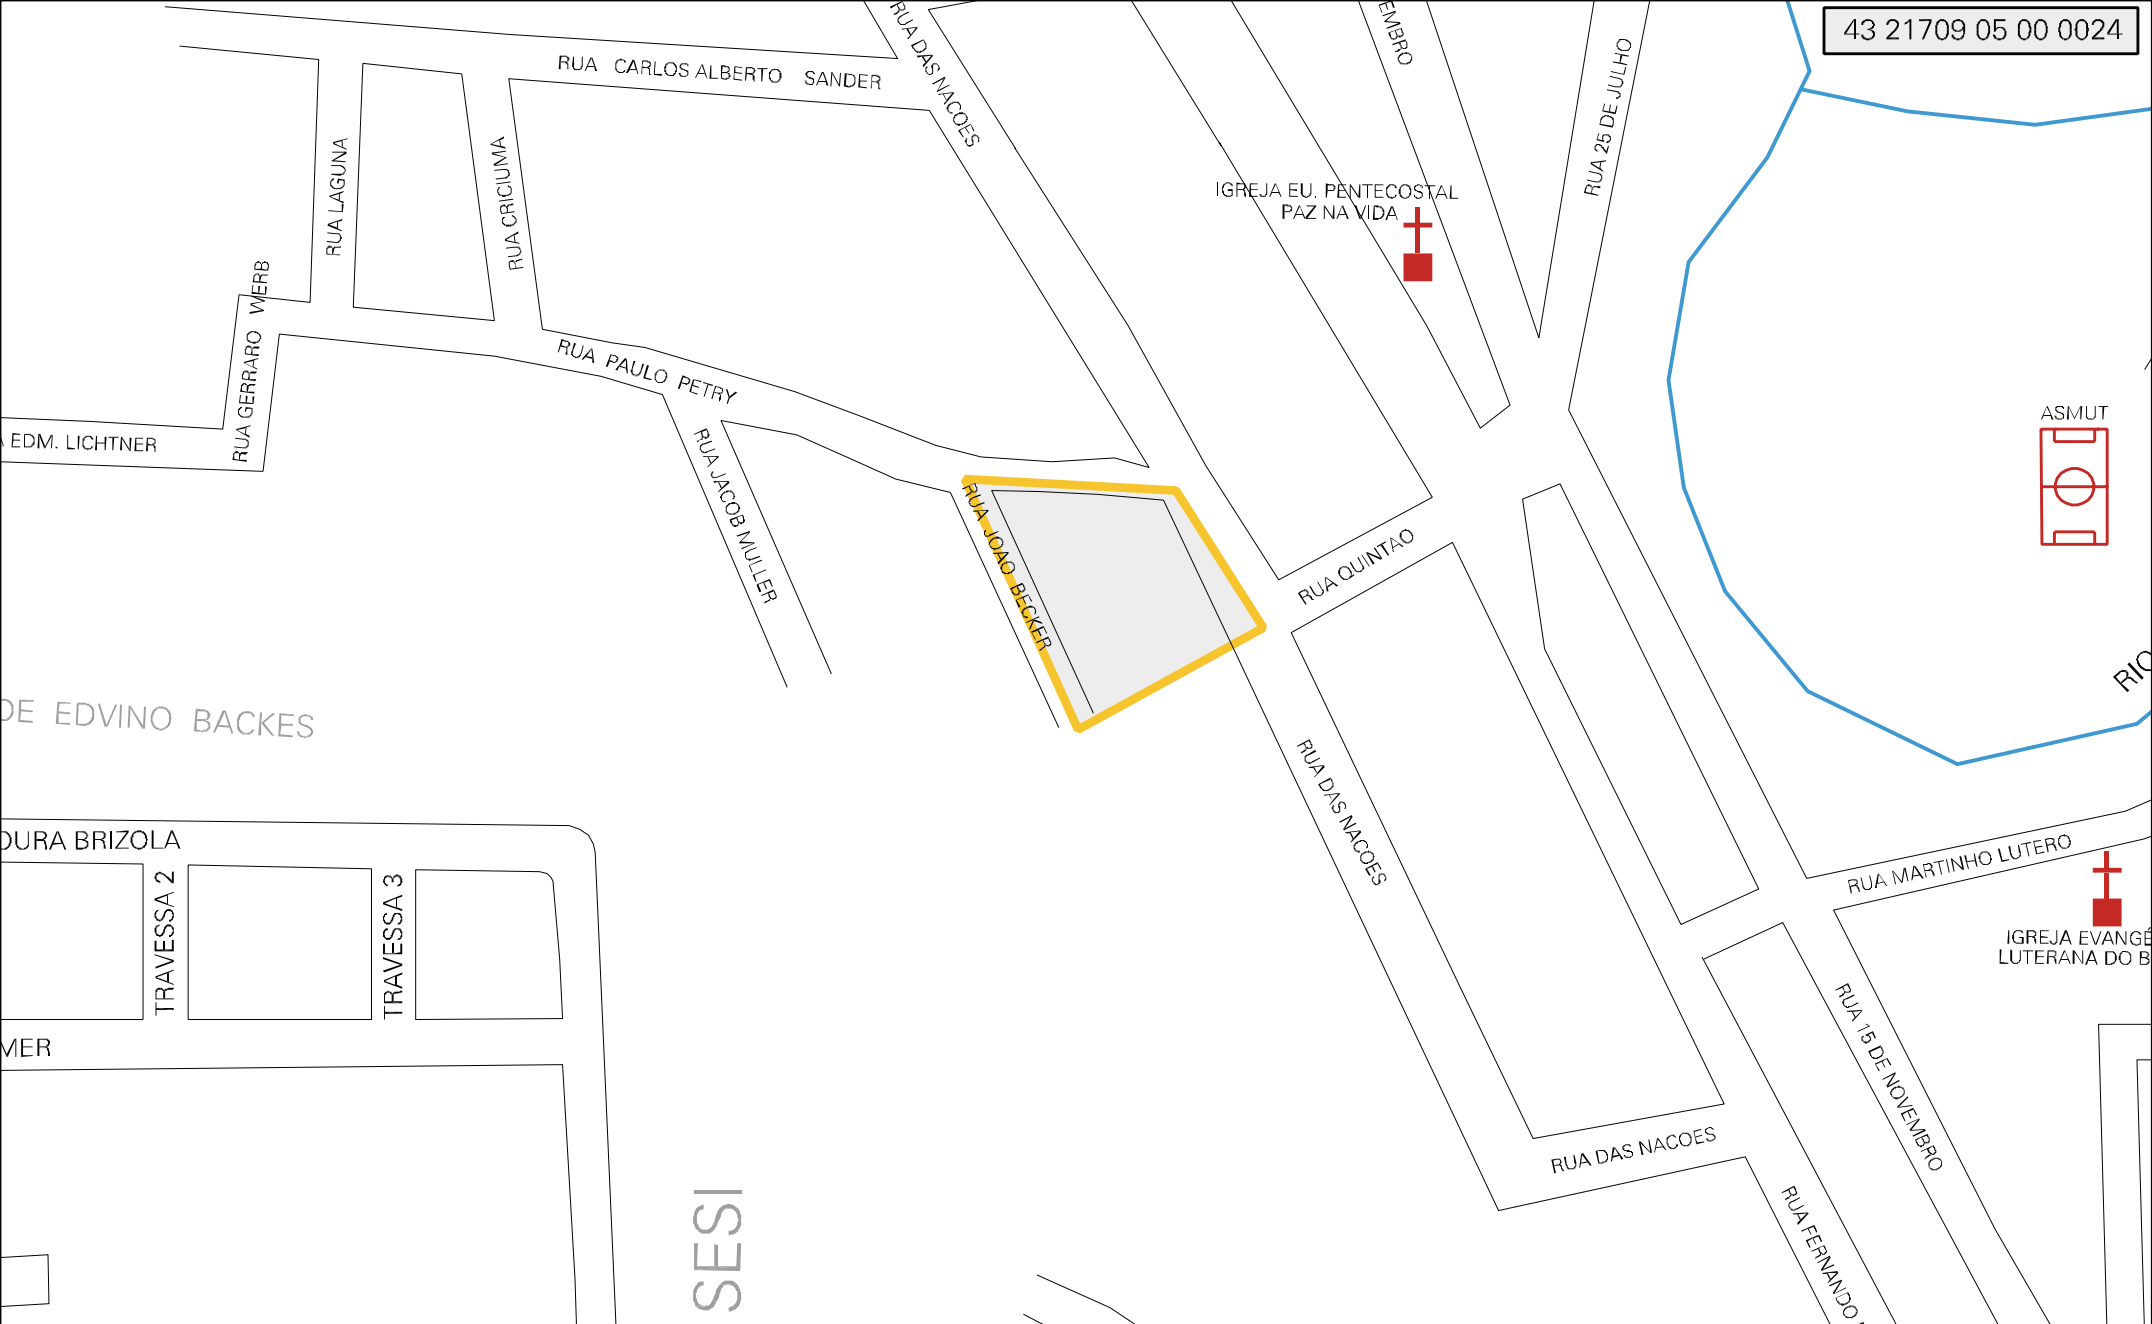 43 21709 05 00 0024
RUA DAS NACOES
EMBRO
RUA CARLOS ALBERTO SANDER
RUA 25 DE JULHO
RUA LAGUNA
RUA CRICIUMA
IGREJA EU. PENTECOSTAL
PAZ NA VIDA
RUA GERRARO WERB
RUA PAULO PETRY
EDM. LICHTNER
ASMUT
RUA JACOB MULLER
RUA JOAO BECKER
RUA QUINTAO
RIO
DE EDVINO BACKES
RUA DAS NACOES
OURA BRIZOLA
RUA MARTINHO LUTERO
TRAVESSA 2
TRAVESSA 3
IGREJA EVANGÉ
LUTERANA DO B
MER
RUA 15 DE NOVEMBRO
RUA DAS NACOES
SESI
RUA FERNANDO